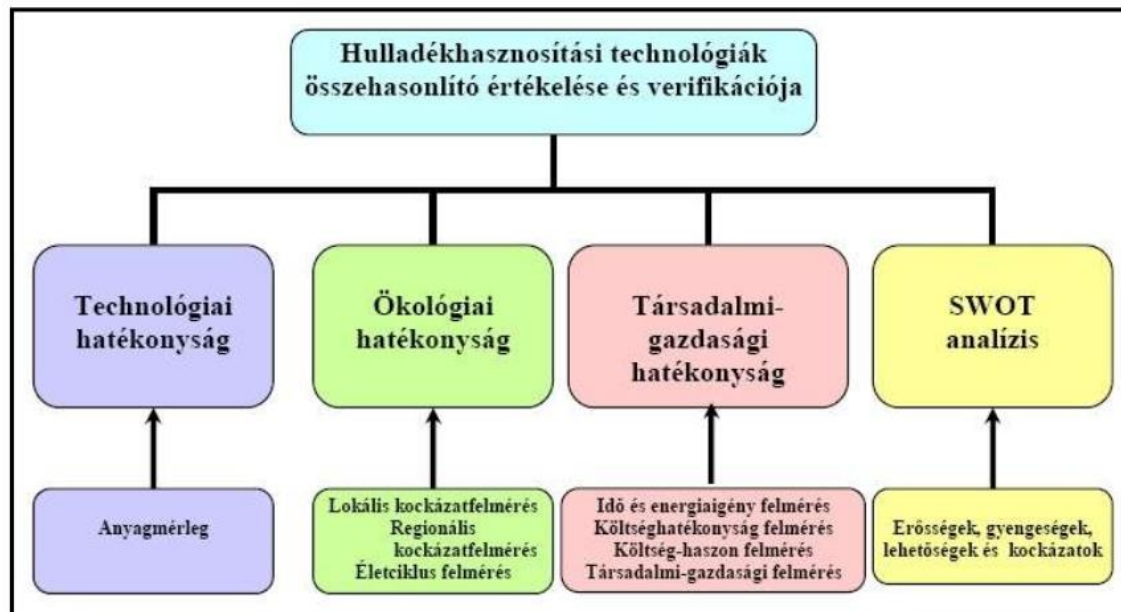 Hulladékhasznosítási technológiák
összehasonlító értékelése és verifikációja
Technológiai
hatékonyság
Ökológiai
hatékonyság
Társadalmi-
gazdasági
hatékonyság
SWOT
analízis
Anyagmérleg
Lokális kockázatfelmérés
Regionális
kockázatfelmérés
Életciklus felmérés
Idő és energiaigény felmérés
Költséghatékonyság felmérés
Költség-haszon felmérés
Társadalmi-gazdasági felmérés
Erősségek, gyengeségek,
lehetőségek és kockázatok